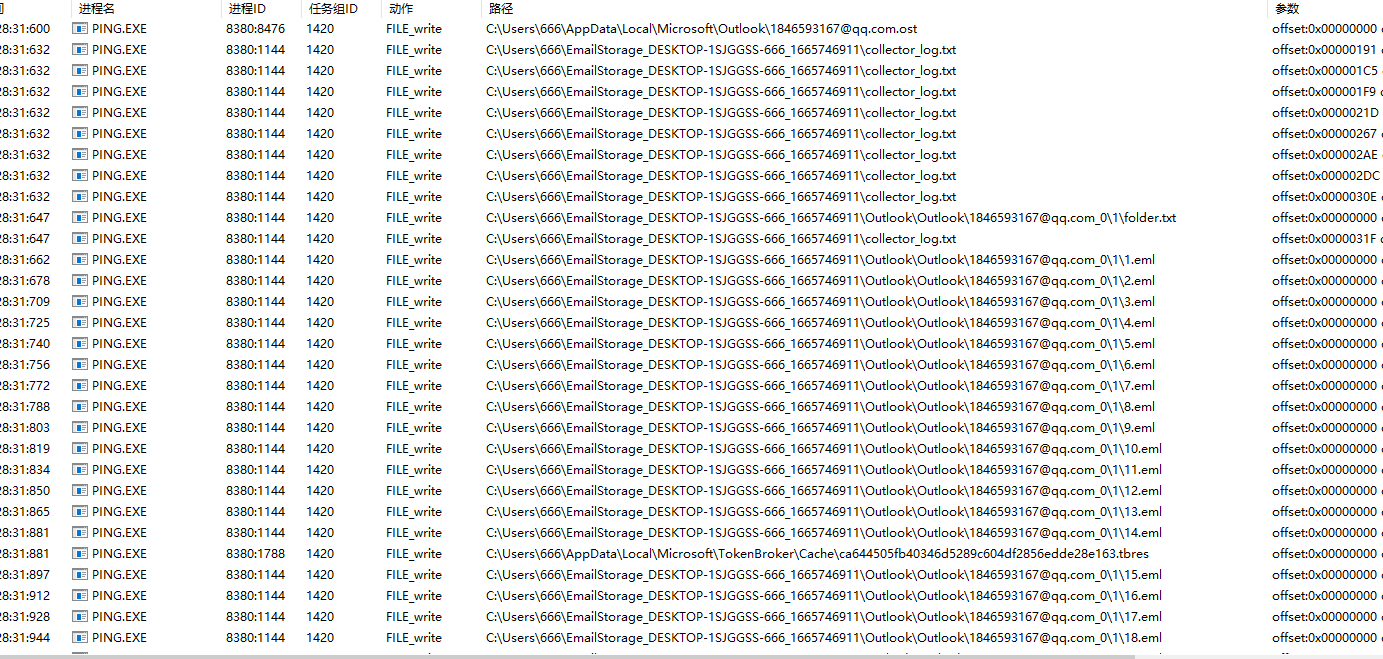 间 进程名 进程ID 任务组ID 动作 路径 参数
28:31:600 PING.EXE 8380:8476 1420 FILE_write C:\Users\666\AppData\Local\Microsoft\Outlook\1846593167@qq.com.ost offset:0x00000000
28:31:632 PING.EXE 8380:1144 1420 FILE_write C:\Users\666\EmailStorage_DESKTOP-1SJGGSS-666_1665746911\collector_log.txt offset:0x00000191
28:31:632 PING.EXE 8380:1144 1420 FILE_write C:\Users\666\EmailStorage_DESKTOP-1SJGGSS-666_1665746911\collector_log.txt offset:0x000001C5
28:31:632 PING.EXE 8380:1144 1420 FILE_write C:\Users\666\EmailStorage_DESKTOP-1SJGGSS-666_1665746911\collector_log.txt offset:0x000001F9
28:31:632 PING.EXE 8380:1144 1420 FILE_write C:\Users\666\EmailStorage_DESKTOP-1SJGGSS-666_1665746911\collector_log.txt offset:0x0000021D
28:31:632 PING.EXE 8380:1144 1420 FILE_write C:\Users\666\EmailStorage_DESKTOP-1SJGGSS-666_1665746911\collector_log.txt offset:0x00000267
28:31:632 PING.EXE 8380:1144 1420 FILE_write C:\Users\666\EmailStorage_DESKTOP-1SJGGSS-666_1665746911\collector_log.txt offset:0x000002AE
28:31:632 PING.EXE 8380:1144 1420 FILE_write C:\Users\666\EmailStorage_DESKTOP-1SJGGSS-666_1665746911\collector_log.txt offset:0x000002DC
28:31:632 PING.EXE 8380:1144 1420 FILE_write C:\Users\666\EmailStorage_DESKTOP-1SJGGSS-666_1665746911\collector_log.txt offset:0x0000030E
28:31:647 PING.EXE 8380:1144 1420 FILE_write C:\Users\666\EmailStorage_DESKTOP-1SJGGSS-666_1665746911\Outlook\Outlook\1846593167@qq.com_0\1\folder.txt offset:0x00000000
28:31:647 PING.EXE 8380:1144 1420 FILE_write C:\Users\666\EmailStorage_DESKTOP-1SJGGSS-666_1665746911\collector_log.txt offset:0x0000031F
28:31:662 PING.EXE 8380:1144 1420 FILE_write C:\Users\666\EmailStorage_DESKTOP-1SJGGSS-666_1665746911\Outlook\Outlook\1846593167@qq.com_0\1\1.eml offset:0x00000000
28:31:678 PING.EXE 8380:1144 1420 FILE_write C:\Users\666\EmailStorage_DESKTOP-1SJGGSS-666_1665746911\Outlook\Outlook\1846593167@qq.com_0\1\2.eml offset:0x00000000
28:31:709 PING.EXE 8380:1144 1420 FILE_write C:\Users\666\EmailStorage_DESKTOP-1SJGGSS-666_1665746911\Outlook\Outlook\1846593167@qq.com_0\1\3.eml offset:0x00000000
28:31:725 PING.EXE 8380:1144 1420 FILE_write C:\Users\666\EmailStorage_DESKTOP-1SJGGSS-666_1665746911\Outlook\Outlook\1846593167@qq.com_0\1\4.eml offset:0x00000000
28:31:740 PING.EXE 8380:1144 1420 FILE_write C:\Users\666\EmailStorage_DESKTOP-1SJGGSS-666_1665746911\Outlook\Outlook\1846593167@qq.com_0\1\5.eml offset:0x00000000
28:31:756 PING.EXE 8380:1144 1420 FILE_write C:\Users\666\EmailStorage_DESKTOP-1SJGGSS-666_1665746911\Outlook\Outlook\1846593167@qq.com_0\1\6.eml offset:0x00000000
28:31:772 PING.EXE 8380:1144 1420 FILE_write C:\Users\666\EmailStorage_DESKTOP-1SJGGSS-666_1665746911\Outlook\Outlook\1846593167@qq.com_0\1\7.eml offset:0x00000000
28:31:788 PING.EXE 8380:1144 1420 FILE_write C:\Users\666\EmailStorage_DESKTOP-1SJGGSS-666_1665746911\Outlook\Outlook\1846593167@qq.com_0\1\8.eml offset:0x00000000
28:31:803 PING.EXE 8380:1144 1420 FILE_write C:\Users\666\EmailStorage_DESKTOP-1SJGGSS-666_1665746911\Outlook\Outlook\1846593167@qq.com_0\1\9.eml offset:0x00000000
28:31:819 PING.EXE 8380:1144 1420 FILE_write C:\Users\666\EmailStorage_DESKTOP-1SJGGSS-666_1665746911\Outlook\Outlook\1846593167@qq.com_0\1\10.eml offset:0x00000000
28:31:834 PING.EXE 8380:1144 1420 FILE_write C:\Users\666\EmailStorage_DESKTOP-1SJGGSS-666_1665746911\Outlook\Outlook\1846593167@qq.com_0\1\11.eml offset:0x00000000
28:31:850 PING.EXE 8380:1144 1420 FILE_write C:\Users\666\EmailStorage_DESKTOP-1SJGGSS-666_1665746911\Outlook\Outlook\1846593167@qq.com_0\1\12.eml offset:0x00000000
28:31:865 PING.EXE 8380:1144 1420 FILE_write C:\Users\666\EmailStorage_DESKTOP-1SJGGSS-666_1665746911\Outlook\Outlook\1846593167@qq.com_0\1\13.eml offset:0x00000000
28:31:881 PING.EXE 8380:1144 1420 FILE_write C:\Users\666\EmailStorage_DESKTOP-1SJGGSS-666_1665746911\Outlook\Outlook\1846593167@qq.com_0\1\14.eml offset:0x00000000
28:31:881 PING.EXE 8380:1788 1420 FILE_write C:\Users\666\AppData\Local\Microsoft\TokenBroker\Cache\ca644505fb40346d5289c604df2856edde28e163.tbres offset:0x00000000
28:31:897 PING.EXE 8380:1144 1420 FILE_write C:\Users\666\EmailStorage_DESKTOP-1SJGGSS-666_1665746911\Outlook\Outlook\1846593167@qq.com_0\1\15.eml offset:0x00000000
28:31:912 PING.EXE 8380:1144 1420 FILE_write C:\Users\666\EmailStorage_DESKTOP-1SJGGSS-666_1665746911\Outlook\Outlook\1846593167@qq.com_0\1\16.eml offset:0x00000000
28:31:928 PING.EXE 8380:1144 1420 FILE_write C:\Users\666\EmailStorage_DESKTOP-1SJGGSS-666_1665746911\Outlook\Outlook\1846593167@qq.com_0\1\17.eml offset:0x00000000
28:31:944 PING.EXE 8380:1144 1420 FILE_write C:\Users\666\EmailStorage_DESKTOP-1SJGGSS-666_1665746911\Outlook\Outlook\1846593167@qq.com_0\1\18.eml offset:0x00000000